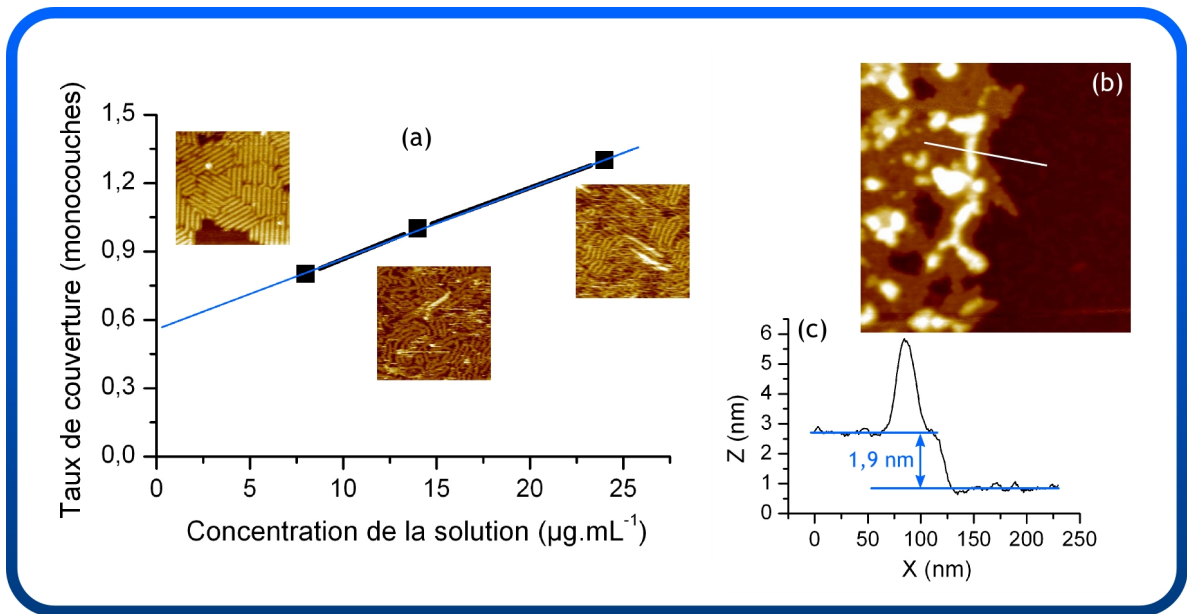 (a)
Taux de couverture (monocouches)
1,5
1,2
0,9
0,6
0,3
0,0
0 5 10 15 20 25
Concentration de la solution (µg.mL⁻¹)
(b)
(c)
Z (nm)
6
5
4
3
2
1
0
1,9 nm
0 50 100 150 200 250
X (nm)